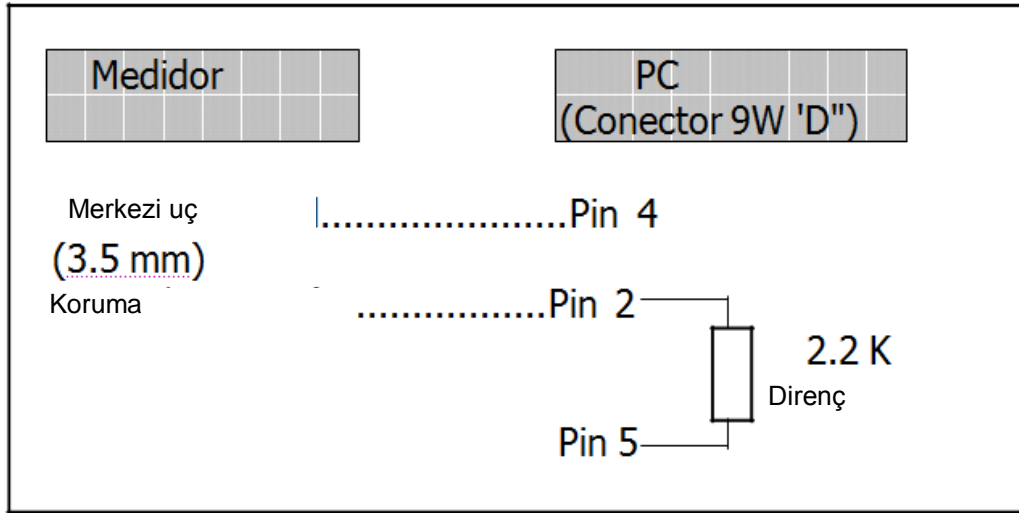 Medidor
PC
(Conector 9W 'D")
Merkezi uç
(3.5 mm)
Koruma
......................Pin 4
.................Pin 2
2.2 K
Direnç
Pin 5